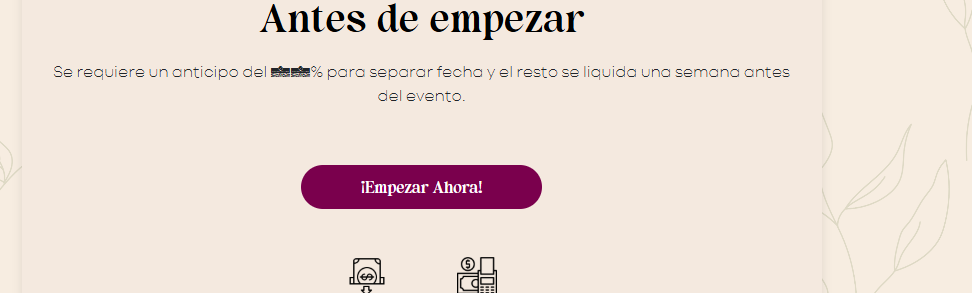 Antes de empezar
Se requiere un anticipo del % para separar fecha y el resto se liquida una semana antes
del evento.
¡Empezar Ahora!